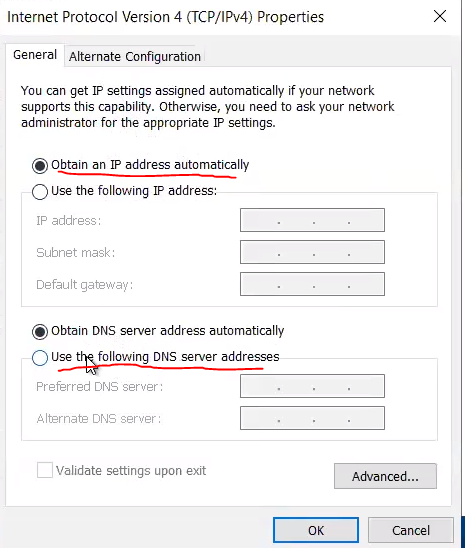 Internet Protocol Version 4 (TCP/IPv4) Properties
General
Alternate Configuration
You can get IP settings assigned automatically if your network
supports this capability. Otherwise, you need to ask your network
administrator for the appropriate IP settings.
Obtain an IP address automatically
Use the following IP address:
IP address:
Subnet mask:
Default gateway:
Obtain DNS server address automatically
Use the following DNS server addresses
Preferred DNS server:
Alternate DNS server:
Validate settings upon exit
Advanced...
OK
Cancel